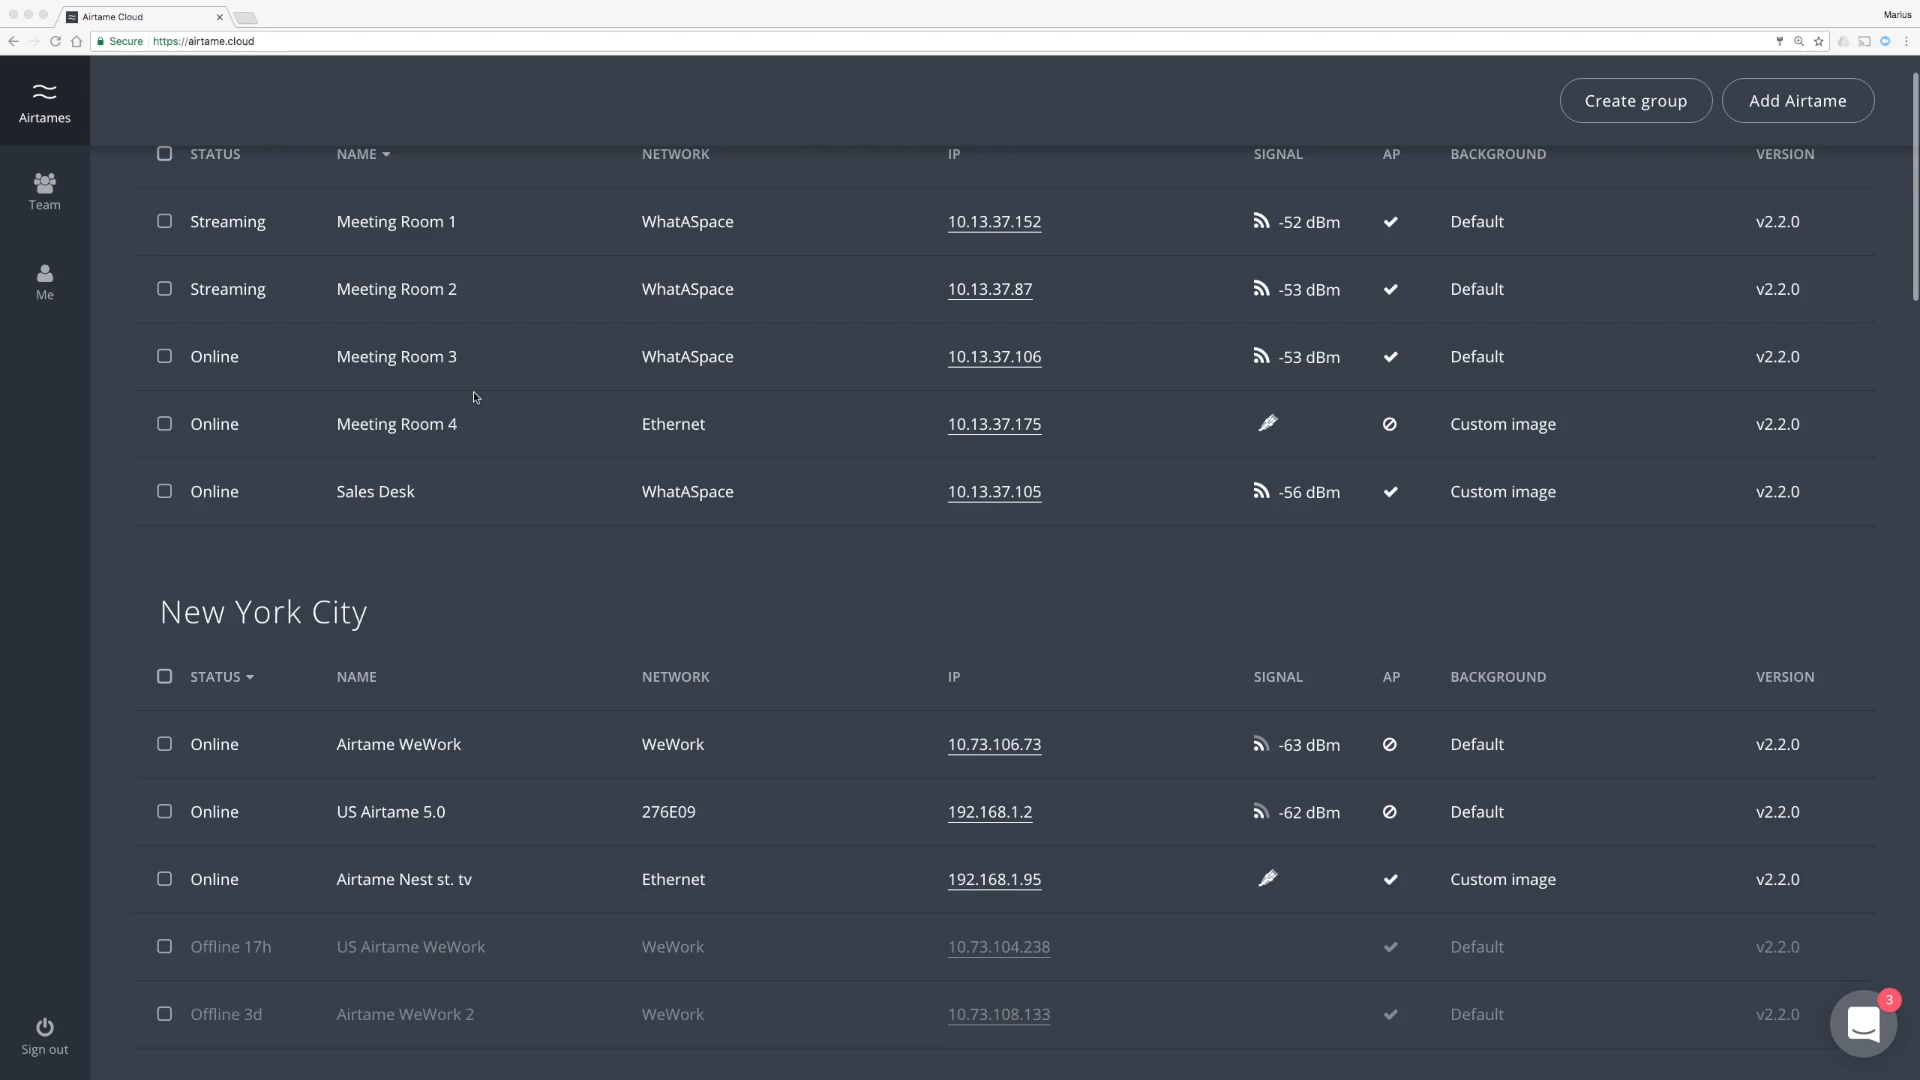 Airtame Cloud
Marius
Secure https://airtame.cloud
Airtames
Create group
Add Airtame
STATUS NAME NETWORK IP SIGNAL AP BACKGROUND VERSION
Streaming Meeting Room 1 WhatASpace 10.13.37.152 -52 dBm Default v2.2.0
Team
Streaming Meeting Room 2 WhatASpace 10.13.37.87 -53 dBm Default v2.2.0
Me
Online Meeting Room 3 WhatASpace 10.13.37.106 -53 dBm Default v2.2.0
Online Meeting Room 4 Ethernet 10.13.37.175 Custom image v2.2.0
Online Sales Desk WhatASpace 10.13.37.105 -56 dBm Custom image v2.2.0
New York City
STATUS NAME NETWORK IP SIGNAL AP BACKGROUND VERSION
Online Airtame WeWork WeWork 10.73.106.73 -63 dBm Default v2.2.0
Online US Airtame 5.0 276E09 192.168.1.2 -62 dBm Default v2.2.0
Online Airtame Nest st. tv Ethernet 192.168.1.95 Custom image v2.2.0
Offline 17h US Airtame WeWork WeWork 10.73.104.238 Default v2.2.0
Offline 3d Airtame WeWork 2 WeWork 10.73.108.133 Default v2.2.0
3
Sign out